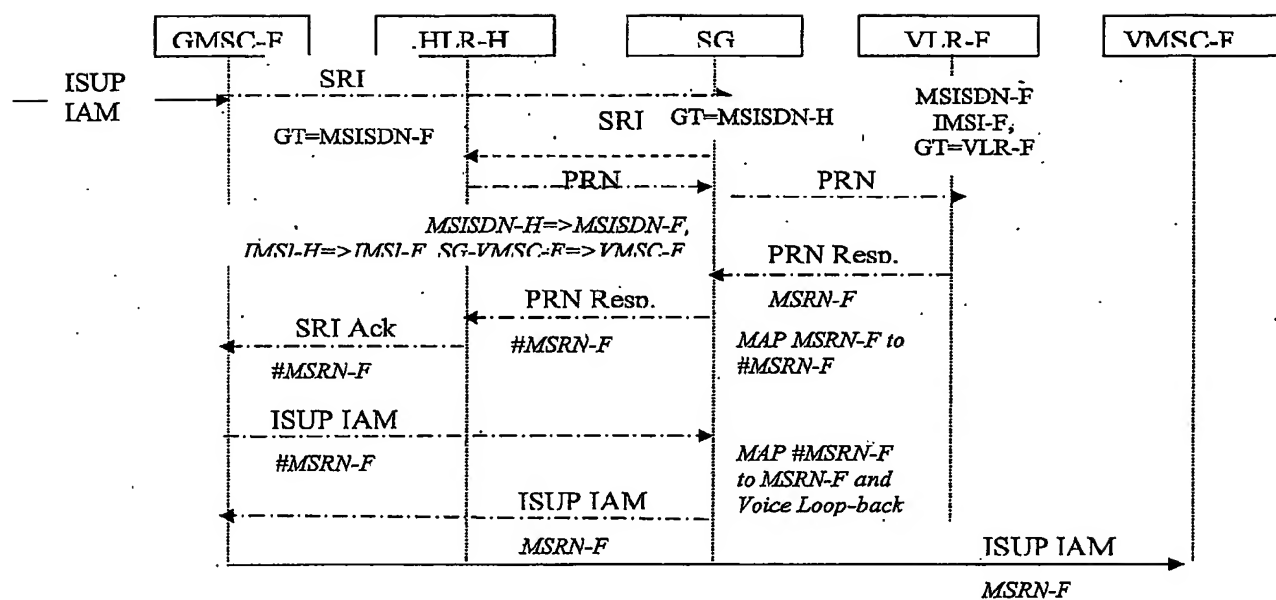 GMSC-F
HLR-H
SG
VLR-F
VMSC-F
ISUP
IAM
SRI
GT=MSISDN-F
SRI
GT=MSISDN-H
MSISDN-F
IMSI-F,
GT=VLR-F
PRN
PRN
MSISDN-H=>MSISDN-F,
IMSI-H=>IMSI-F SG-VMSC-F=>VMSC-F
PRN Resp.
MSRN-F
PRN Resp.
#MSRN-F
MAP MSRN-F to
#MSRN-F
SRI Ack
#MSRN-F
ISUP IAM
#MSRN-F
MAP #MSRN-F
to MSRN-F and
Voice Loop-back
ISUP IAM
MSRN-F
ISUP IAM
MSRN-F